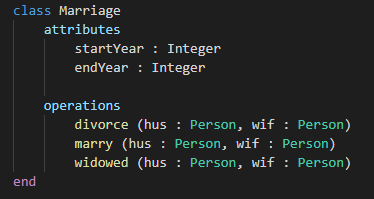 class Marriage
    attributes
        startYear : Integer
        endYear : Integer

    operations
        divorce (hus : Person, wif : Person)
        marry (hus : Person, wif : Person)
        widowed (hus : Person, wif : Person)
end